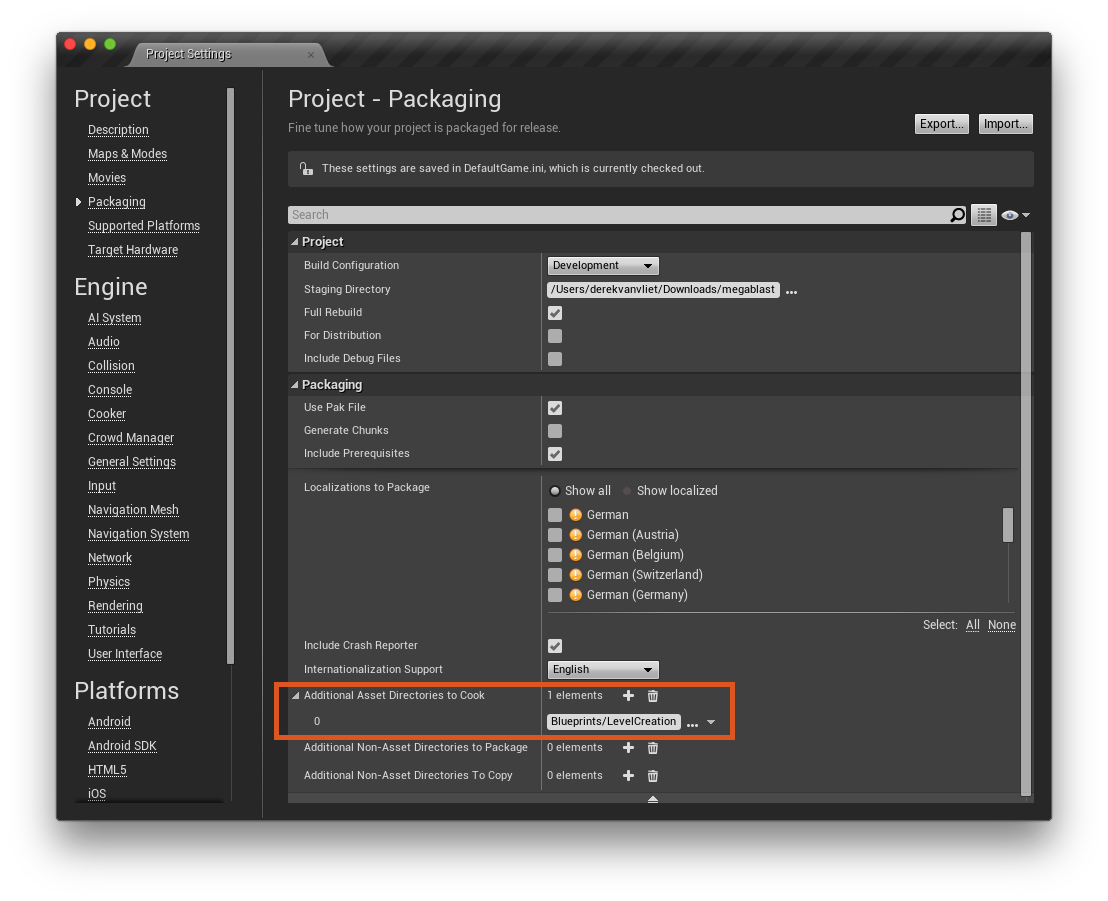 Project Settings
Project
Description
Maps & Modes
Movies
Packaging
Supported Platforms
Target Hardware
Engine
AI System
Audio
Collision
Console
Cooker
Crowd Manager
General Settings
Input
Navigation Mesh
Navigation System
Network
Physics
Rendering
Tutorials
User Interface
Platforms
Android
Android SDK
HTML5
iOS
Project - Packaging
Fine tune how your project is packaged for release.
Export... Import...
These settings are saved in DefaultGame.ini, which is currently checked out.
Search
Project
Build Configuration Development
Staging Directory /Users/derekvanvliet/Downloads/megablast ...
Full Rebuild
For Distribution
Include Debug Files
Packaging
Use Pak File
Generate Chunks
Include Prerequisites
Localizations to Package Show all Show localized
German
German (Austria)
German (Belgium)
German (Switzerland)
German (Germany)
Select: All None
Include Crash Reporter
Internationalization Support English
Additional Asset Directories to Cook 1 elements
0 Blueprints/LevelCreation ...
Additional Non-Asset Directories to Package 0 elements
Additional Non-Asset Directories To Copy 0 elements